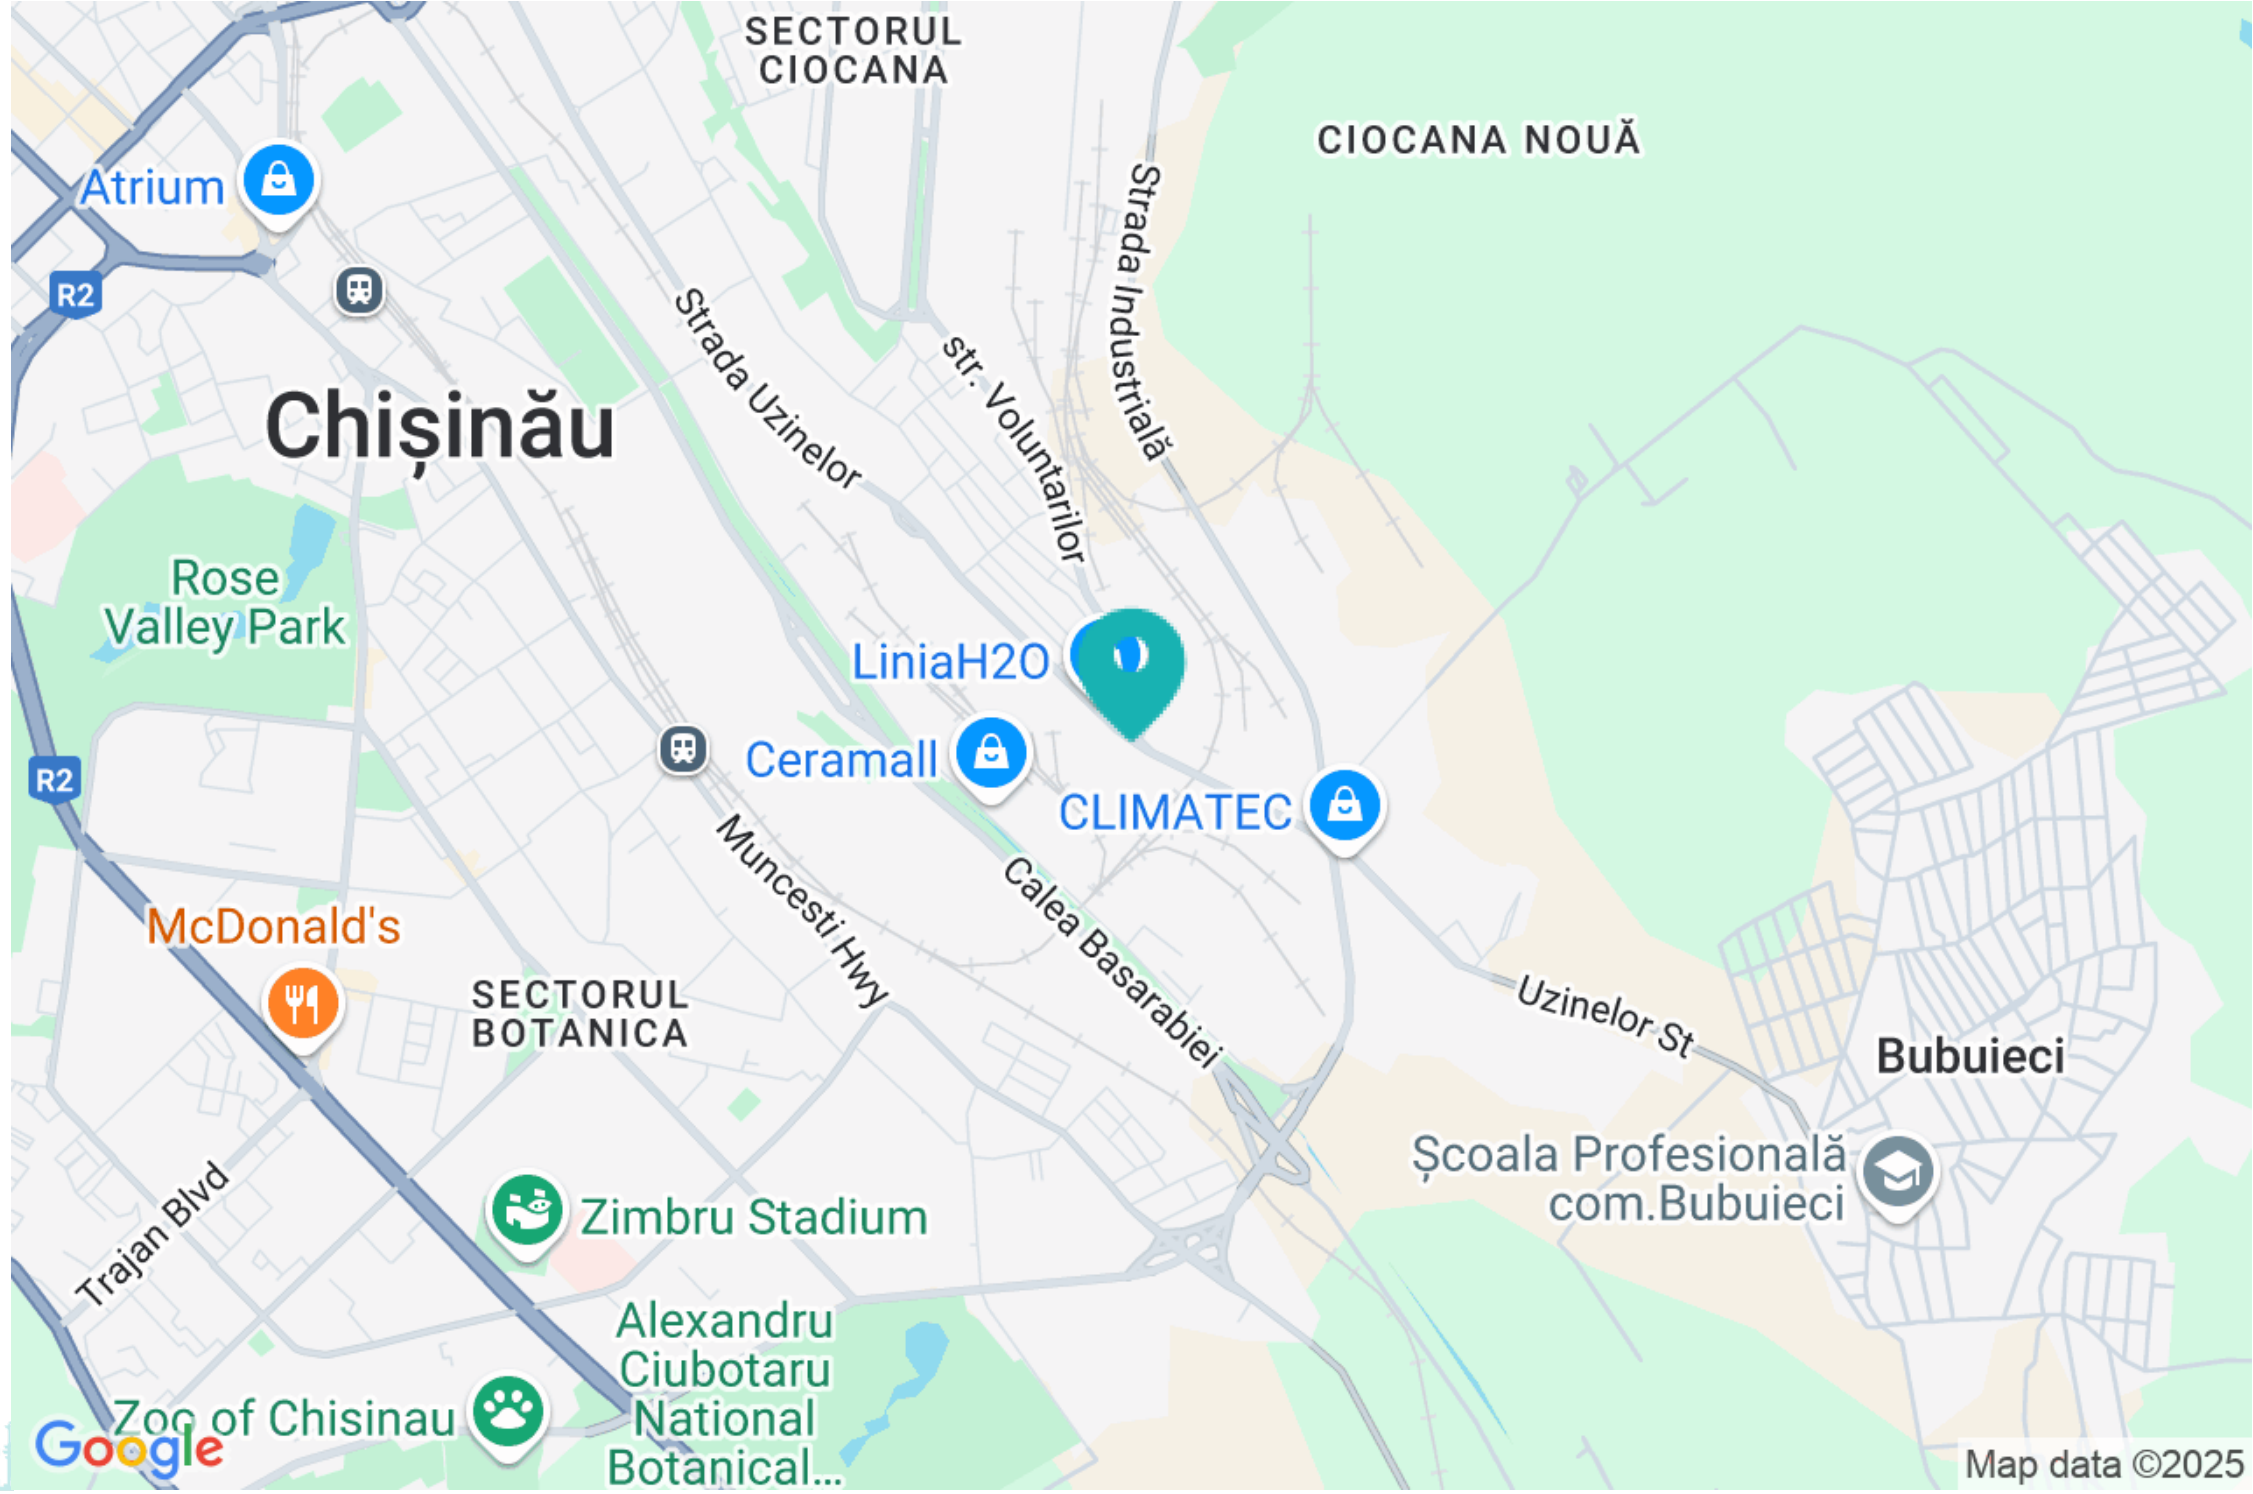 SECTORUL
CIOCANA
CIOCANA NOUĂ
Atrium
R2
Strada Industrială
Strada Uzinelor
str. Voluntarilor
Chișinău
Rose
Valley Park
LiniaH2O
Ceramall
R2
CLIMATEC
Muncesti Hwy
Calea Basarabiei
McDonald's
SECTORUL
BOTANICA
Uzinelor St
Bubuieci
Școala Profesională
com.Bubuieci
Trajan Blvd
Zimbru Stadium
Alexandru
Ciubotaru
National
Botanical...
Zoo of Chisinau
Google
Map data ©2025